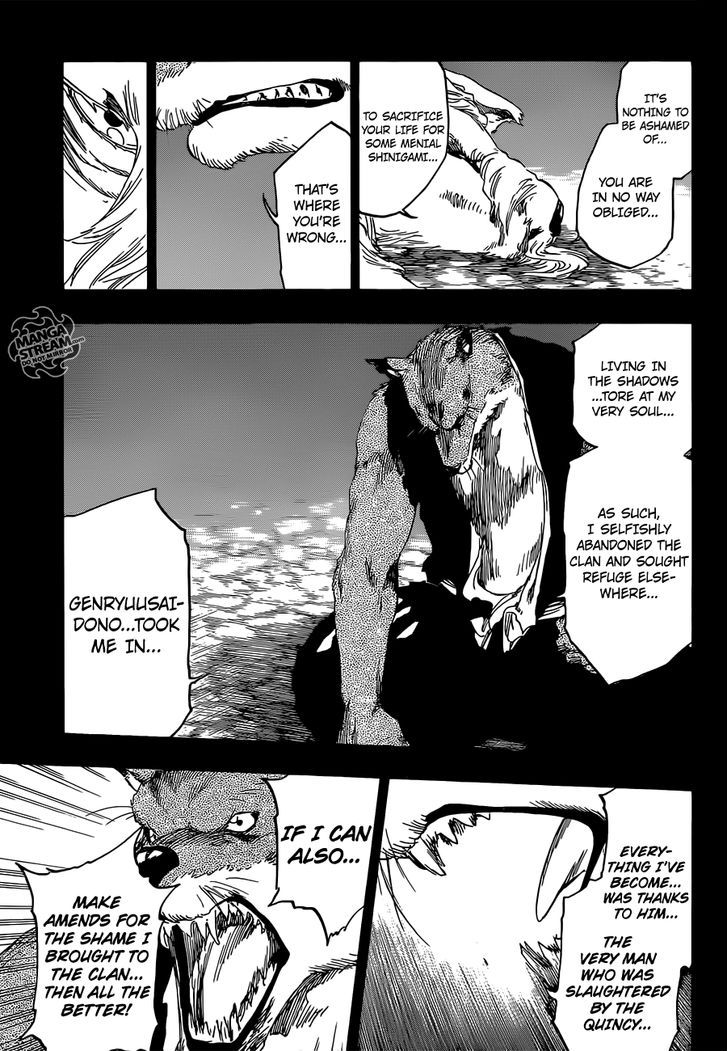 IT'S
NOTHING TO
BE ASHAMED
OF...
YOU ARE
IN NO WAY
OBLIGED...
TO SACRIFICE
YOUR LIFE FOR
SOME MENIAL
SHINIGAMI...
THAT'S
WHERE
YOU'RE
WRONG...
MANGA
STREAM
DO NOT MIRROR
LIVING IN
THE SHADOWS
...TORE AT MY
VERY SOUL...
AS SUCH,
I SELFISHLY
ABANDONED THE
CLAN AND SOUGHT
REFUGE ELSE-
WHERE...
GENRYUUSAI-
DONO...TOOK
ME IN...
EVERY-
THING I'VE
BECOME...
WAS THANKS
TO HIM...
THE
VERY MAN
WHO WAS
SLAUGHTERED
BY THE
QUINCY...
IF I CAN
ALSO...
MAKE
AMENDS FOR
THE SHAME I
BROUGHT TO
THE CLAN...
THEN ALL THE
BETTER!